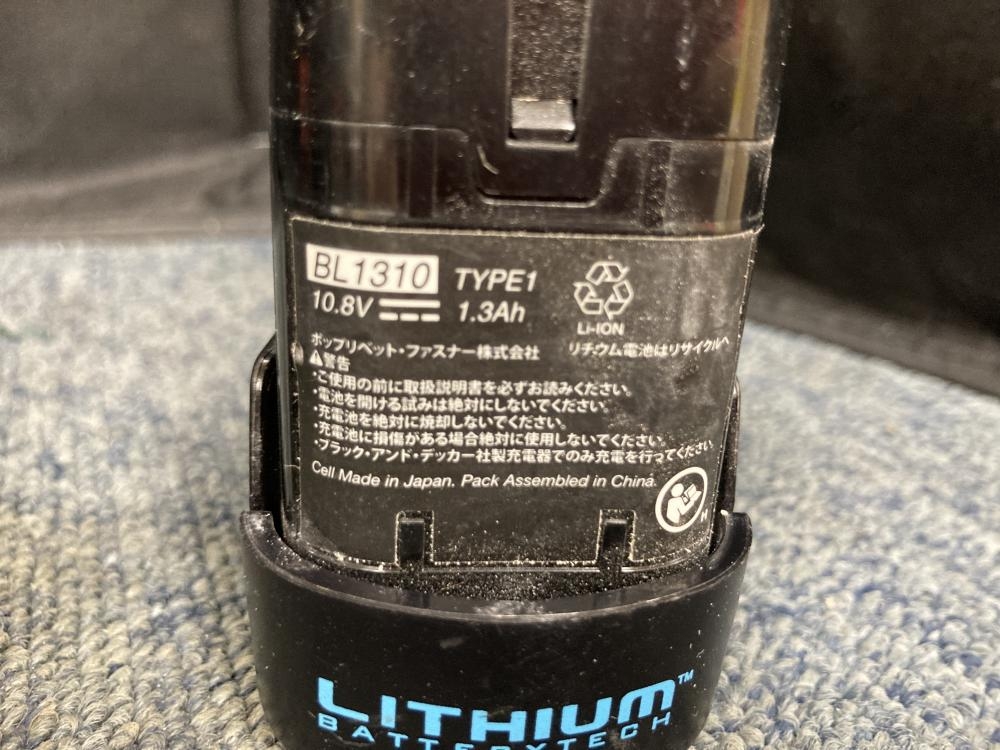 BL1310 TYPE1
10.8V 1.3Ah
LI-ION
ポップリベット・ファスナー株式会社 リチウム電池はリサイクルへ
警告
・ご使用の前に取扱説明書を必ずお読みください。
・電池を開ける試みは絶対にしないでください。
・充電池を絶対に焼却しないでください。
・充電池に損傷がある場合絶対に使用しないでください。
・ブラック・アンド・デッカー社製充電器でのみ充電を行ってください。
Cell Made in Japan. Pack Assembled in China.
LITHIUM™
BATTERYTECH